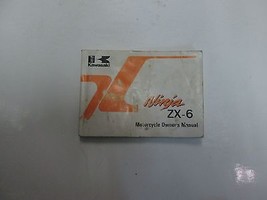 Kawasaki
Ninja
ZX-6
Motorcycle Owner's Manual